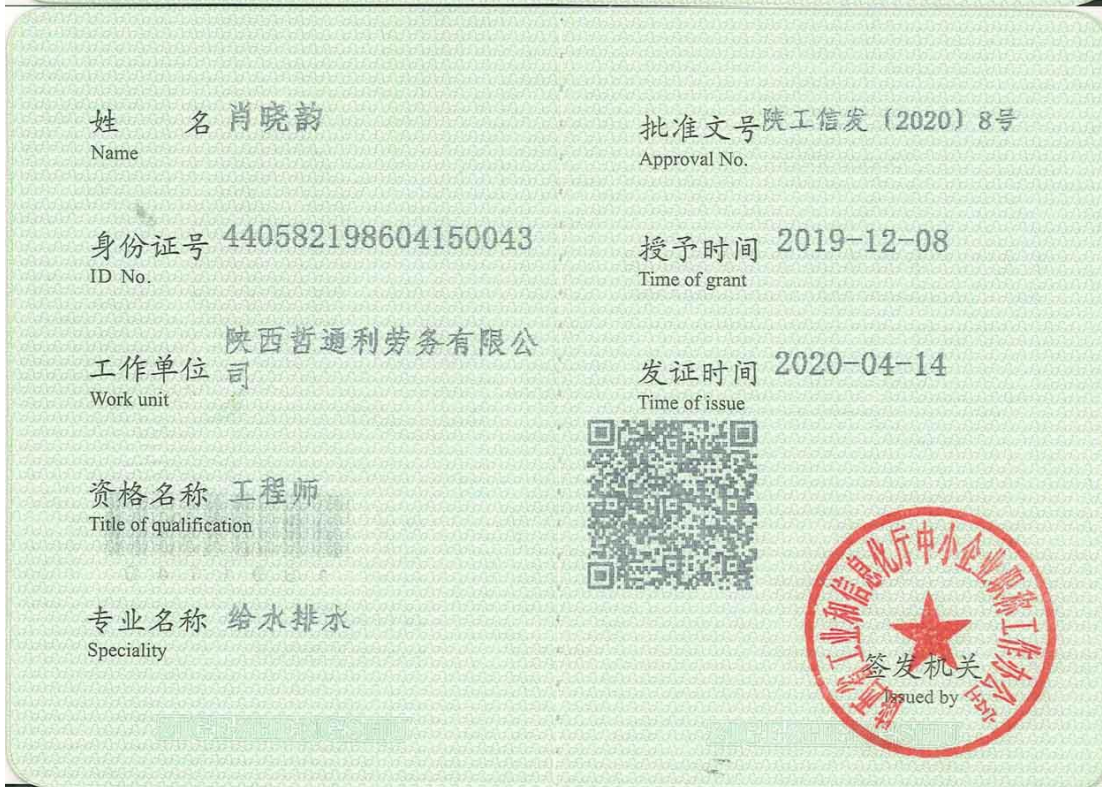 姓 名 肖晓韵
Name
身份证号 440582198604150043
ID No.
工作单位 陕西哲通利劳务有限公
司
Work unit
资格名称 工程师
Title of qualification
专业名称 给水排水
Speciality
批准文号 陕工信发〔2020〕8号
Approval No.
授予时间 2019-12-08
Time of grant
发证时间 2020-04-14
Time of issue
陕西省工业和信息化厅中小企业职称工作办公室
签发机关
Issued by